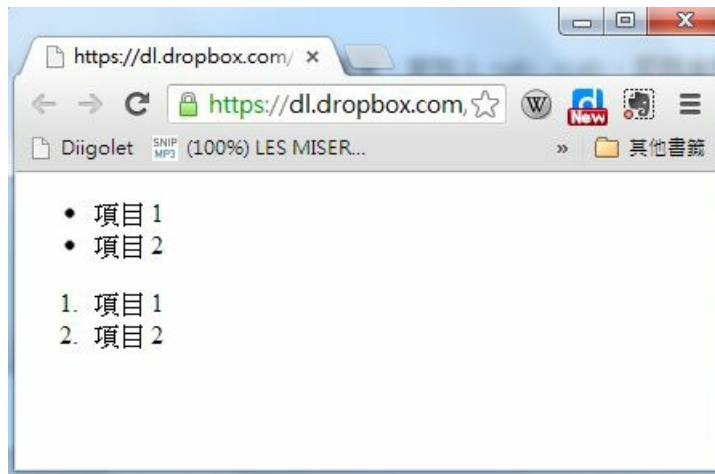 https://dl.dropbox.com/
https://dl.dropbox.com,
W
d
New
Diigolet
SNIP
MP3
(100%) LES MISER...
»
其他書籤
• 項目 1
• 項目 2
1. 項目 1
2. 項目 2